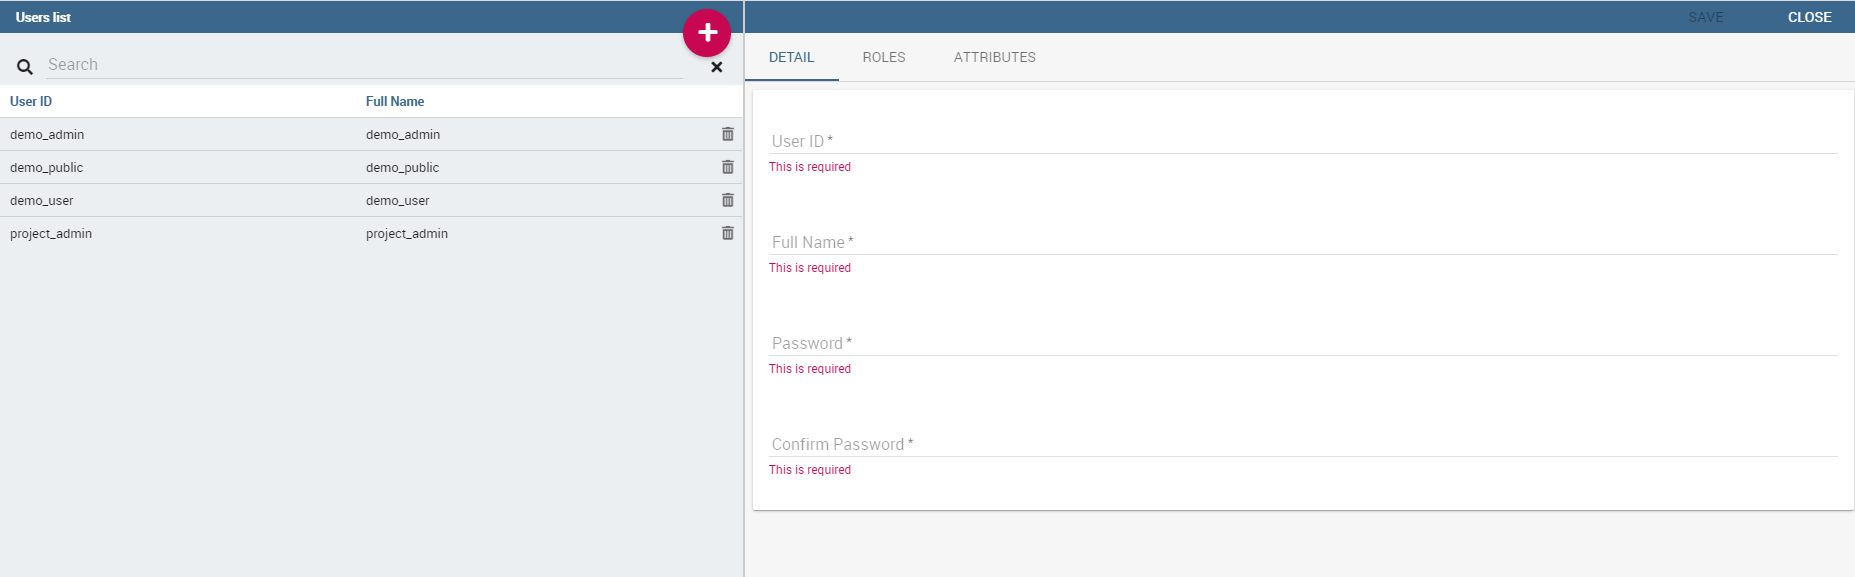 Users list
Search
User ID Full Name
demo_admin demo_admin
demo_public demo_public
demo_user demo_user
project_admin project_admin
SAVE CLOSE
DETAIL ROLES ATTRIBUTES
User ID *
This is required
Full Name *
This is required
Password *
This is required
Confirm Password *
This is required